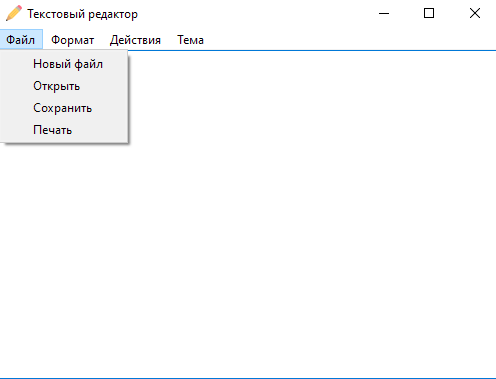 Текстовый редактор
Файл Формат Действия Тема
Новый файл
Открыть
Сохранить
Печать